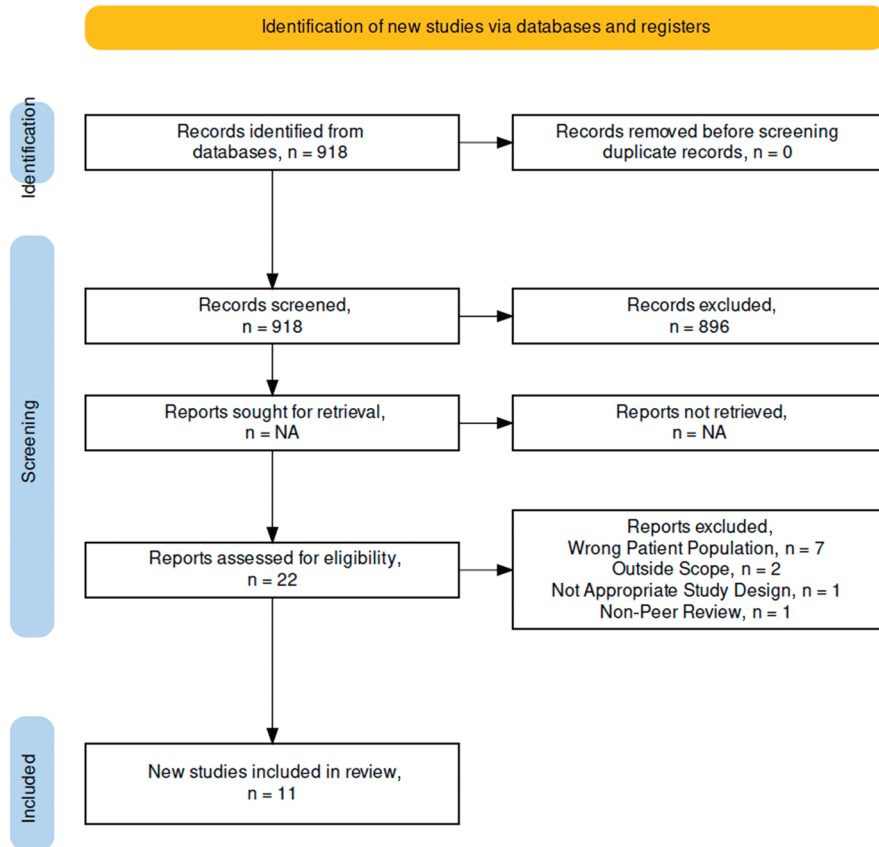 Identification of new studies via databases and registers
Identification
Records identified from
databases, n = 918
Records removed before screening
duplicate records, n = 0
Screening
Records screened,
n = 918
Records excluded,
n = 896
Reports sought for retrieval,
n = NA
Reports not retrieved,
n = NA
Reports assessed for eligibility,
n = 22
Reports excluded,
Wrong Patient Population, n = 7
Outside Scope, n = 2
Not Appropriate Study Design, n = 1
Non-Peer Review, n = 1
Included
New studies included in review,
n = 11